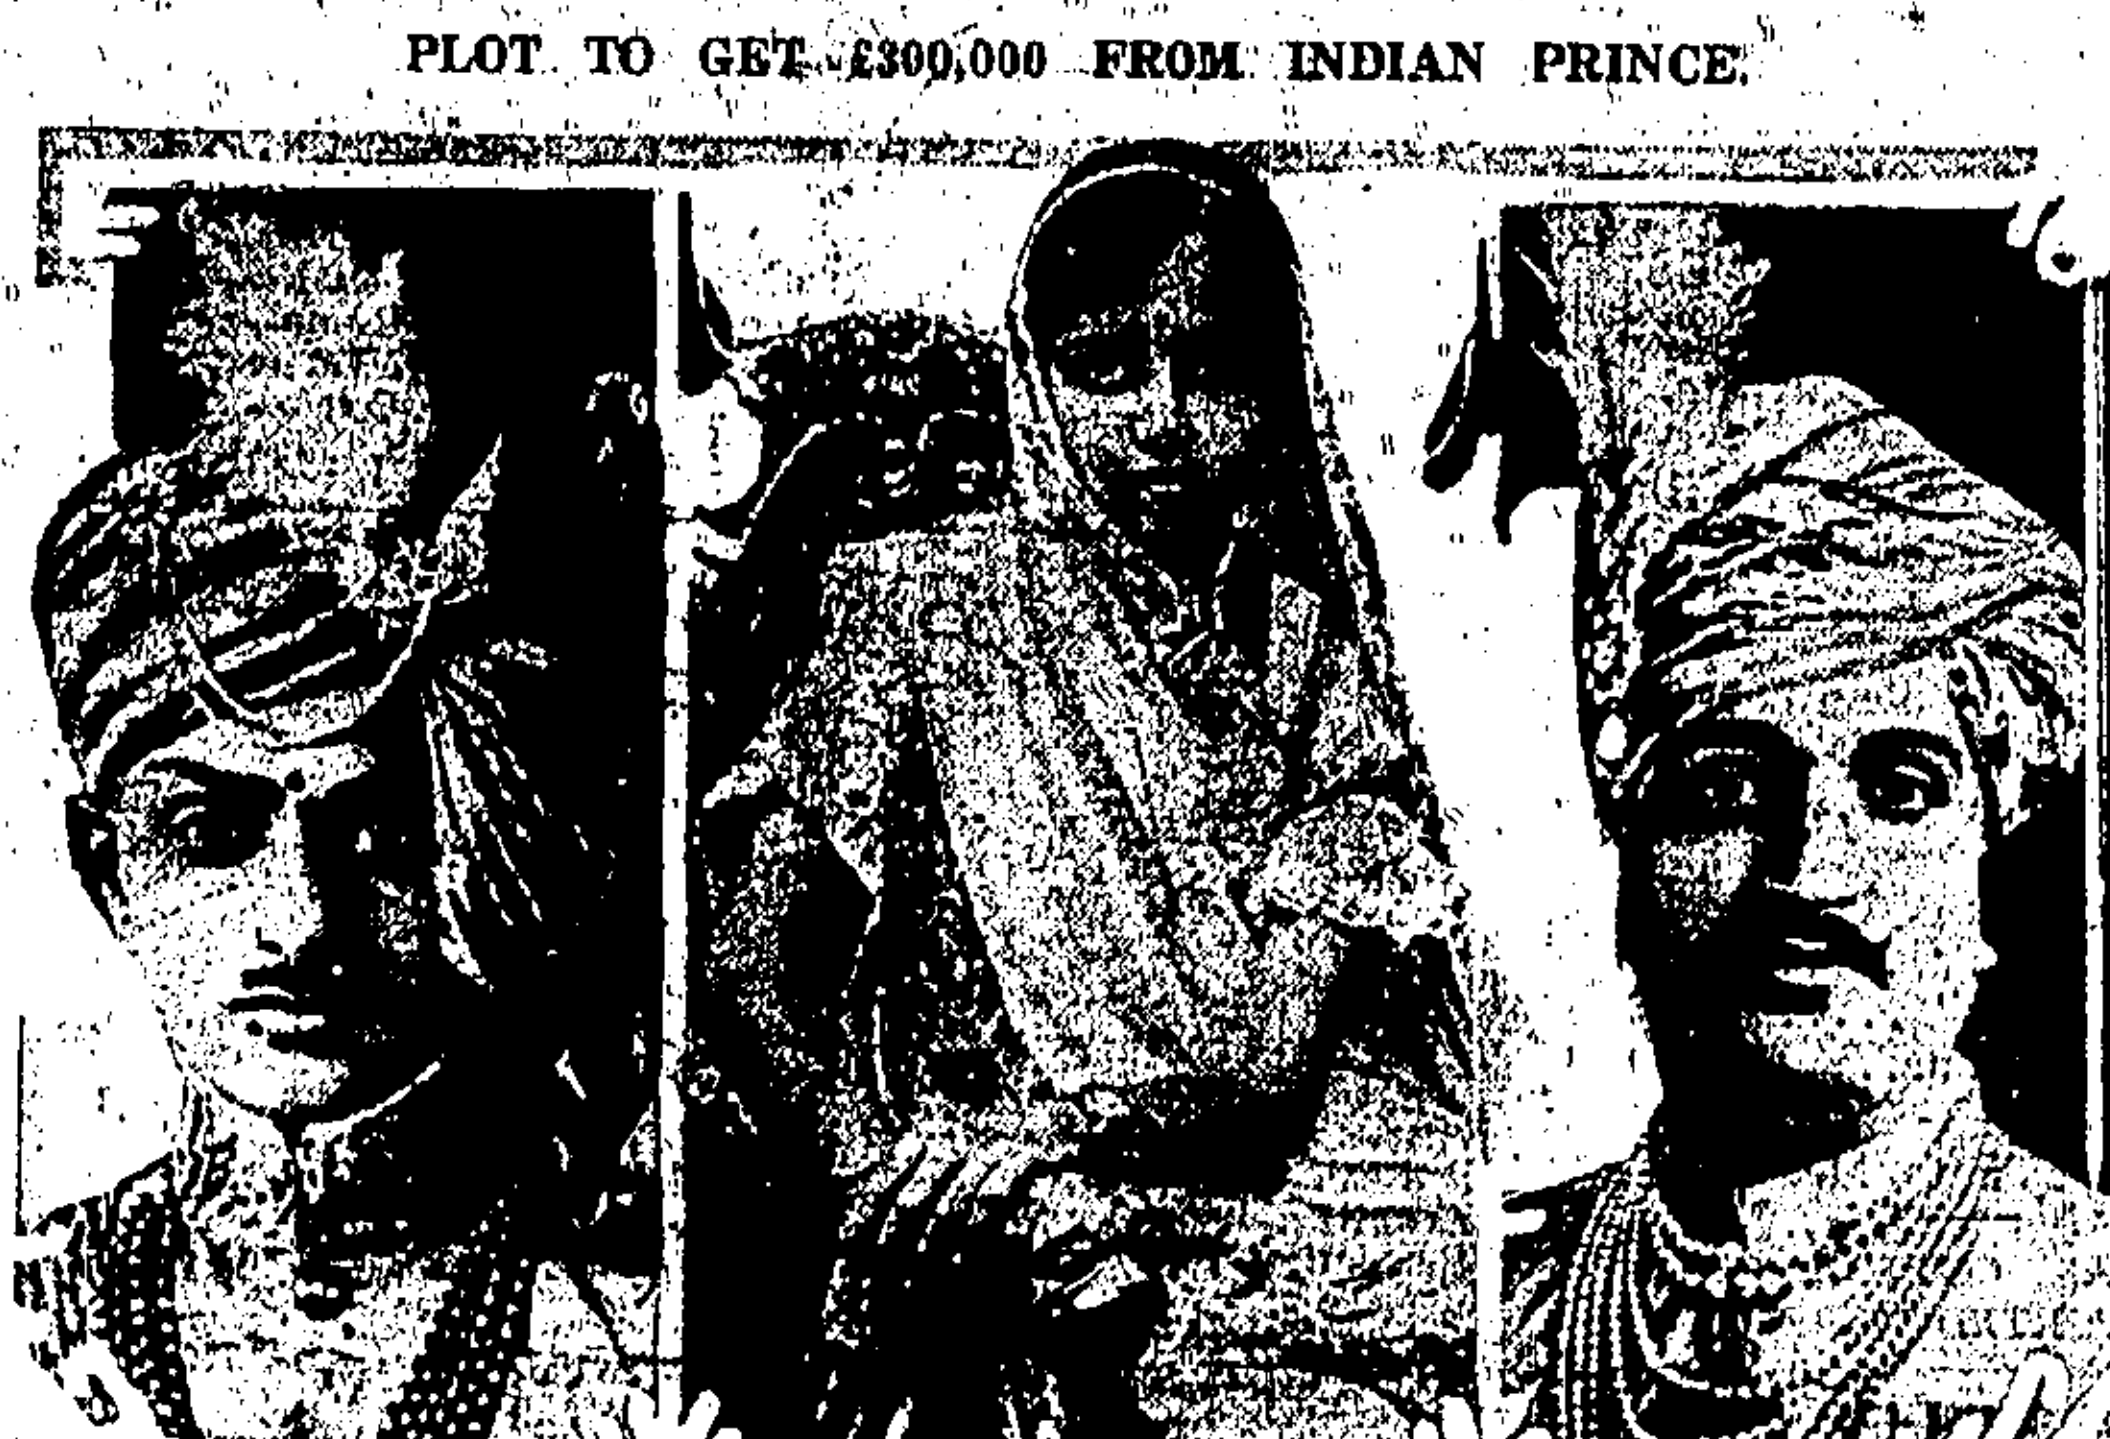 PLOT TO GET £300,000 FROM INDIAN PRINCE.